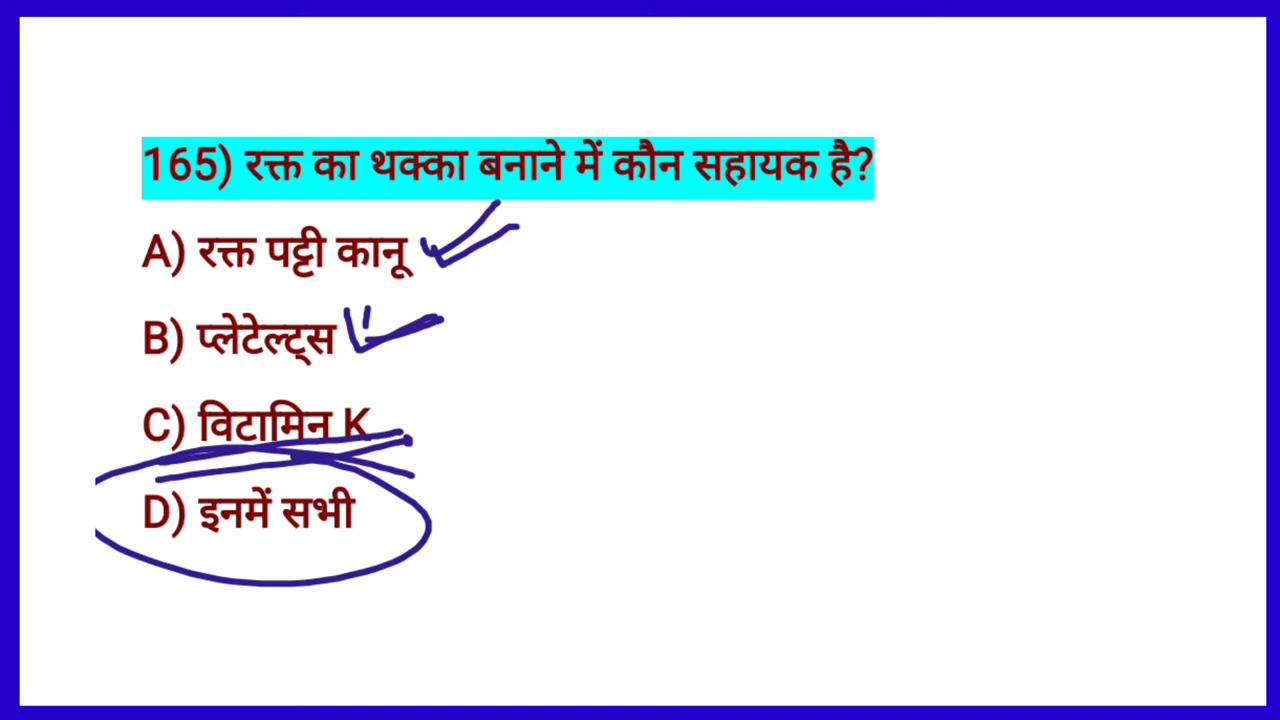 165) रक्त का थक्का बनाने में कौन सहायक है?
A) रक्त पट्टी कानू
B) प्लेटेल्ट्स
C) विटामिन K
D) इनमें सभी